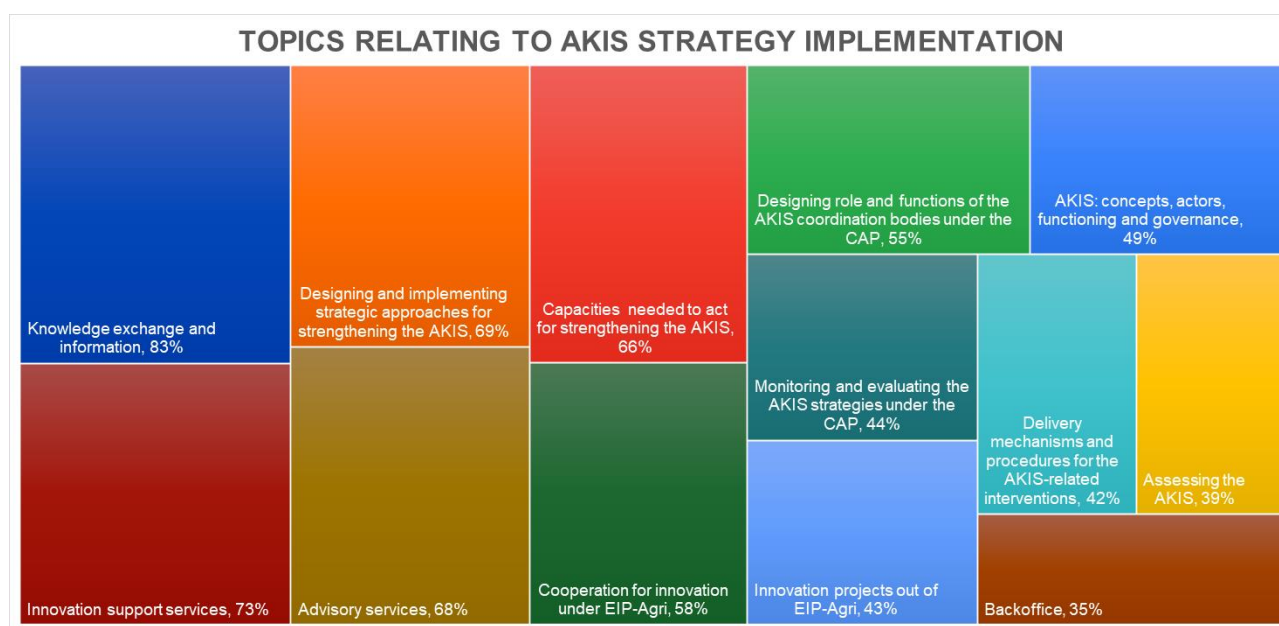 TOPICS RELATING TO AKIS STRATEGY IMPLEMENTATION
Knowledge exchange and
information, 83%
Innovation support services, 73%
Designing and implementing
strategic approaches for
strengthening the AKIS, 69%
Advisory services, 68%
Capacities needed to act
for strengthening the AKIS,
66%
Cooperation for innovation
under EIP-Agri, 58%
Designing role and functions of the
AKIS coordination bodies under the
CAP, 55%
AKIS: concepts, actors,
functioning and governance,
49%
Monitoring and evaluating the
AKIS strategies under the
CAP, 44%
Innovation projects out of
EIP-Agri, 43%
Delivery
mechanisms and
procedures for the
AKIS-related
interventions, 42%
Assessing the
AKIS, 39%
Backoffice, 35%